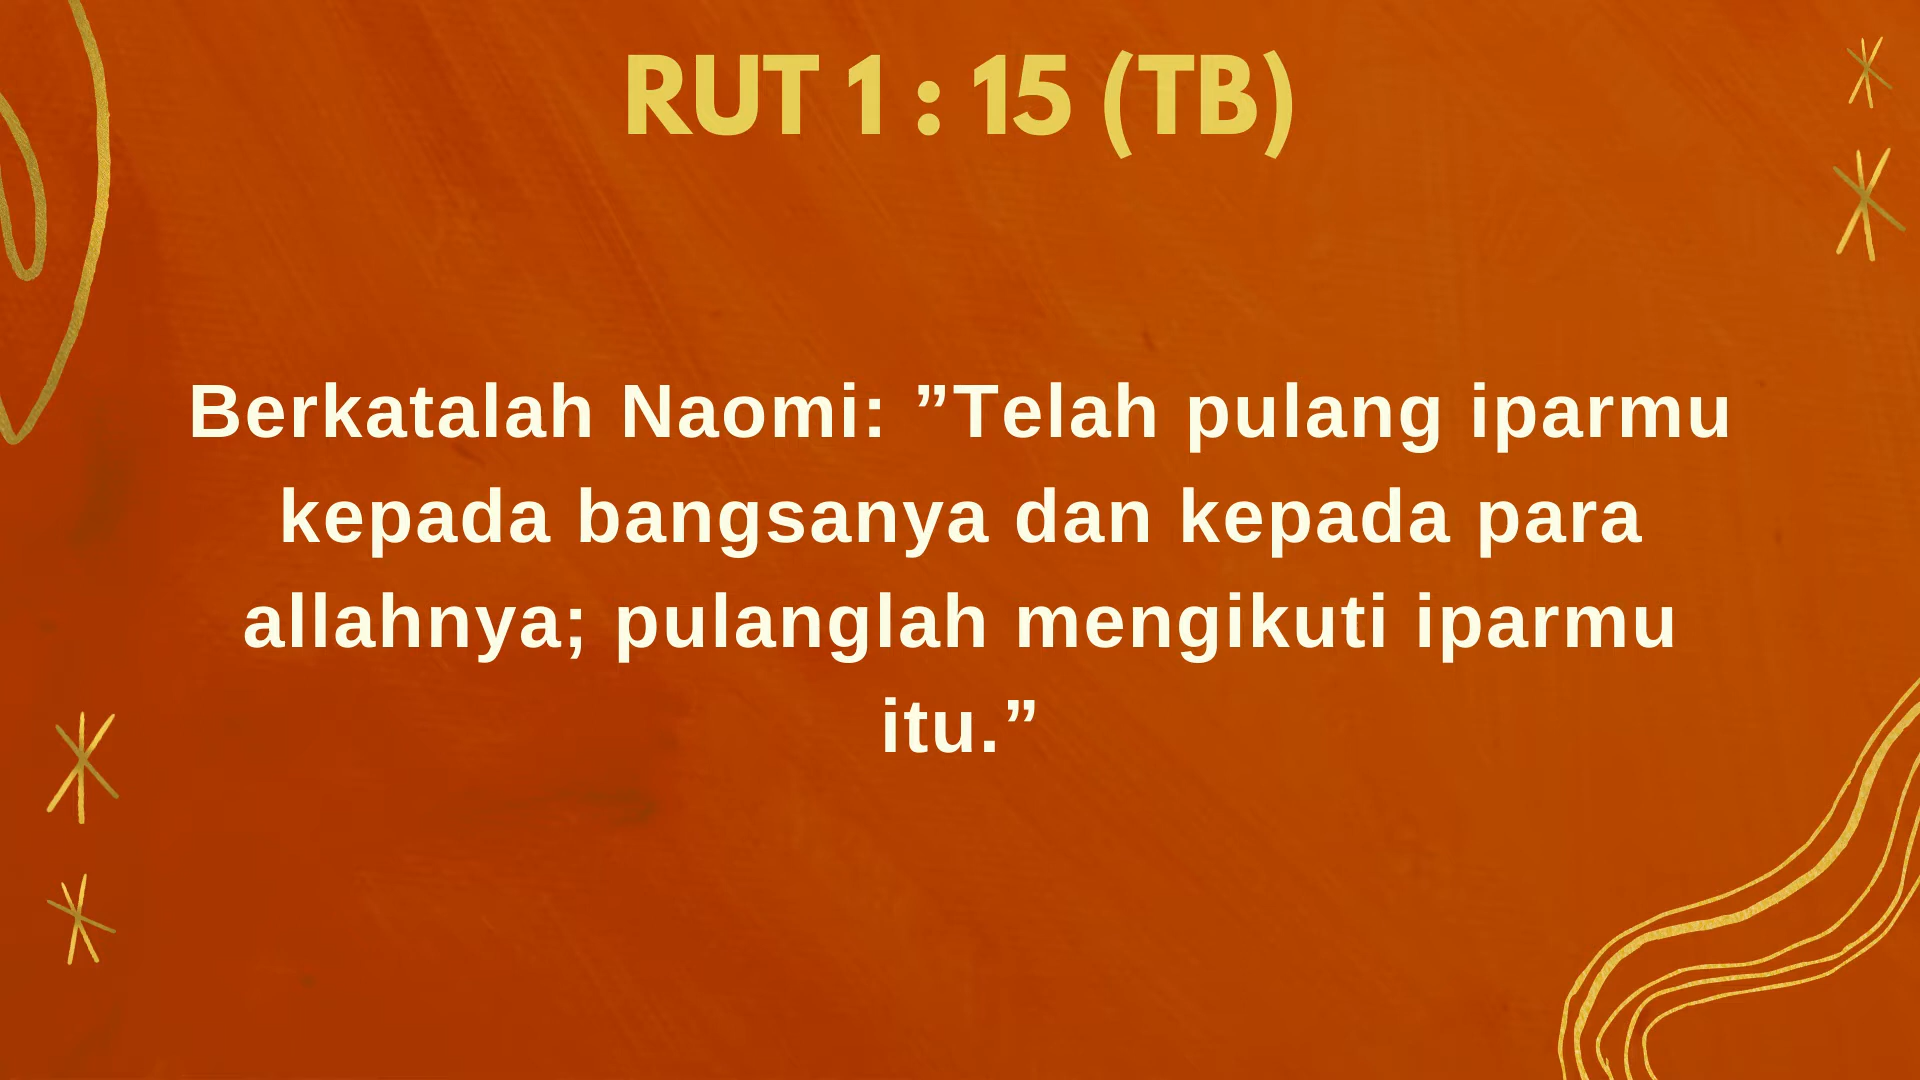 RUT 1 : 15 (TB)
Berkatalah Naomi: ”Telah pulang iparmu
kepada bangsanya dan kepada para
allahnya; pulanglah mengikuti iparmu
itu.”